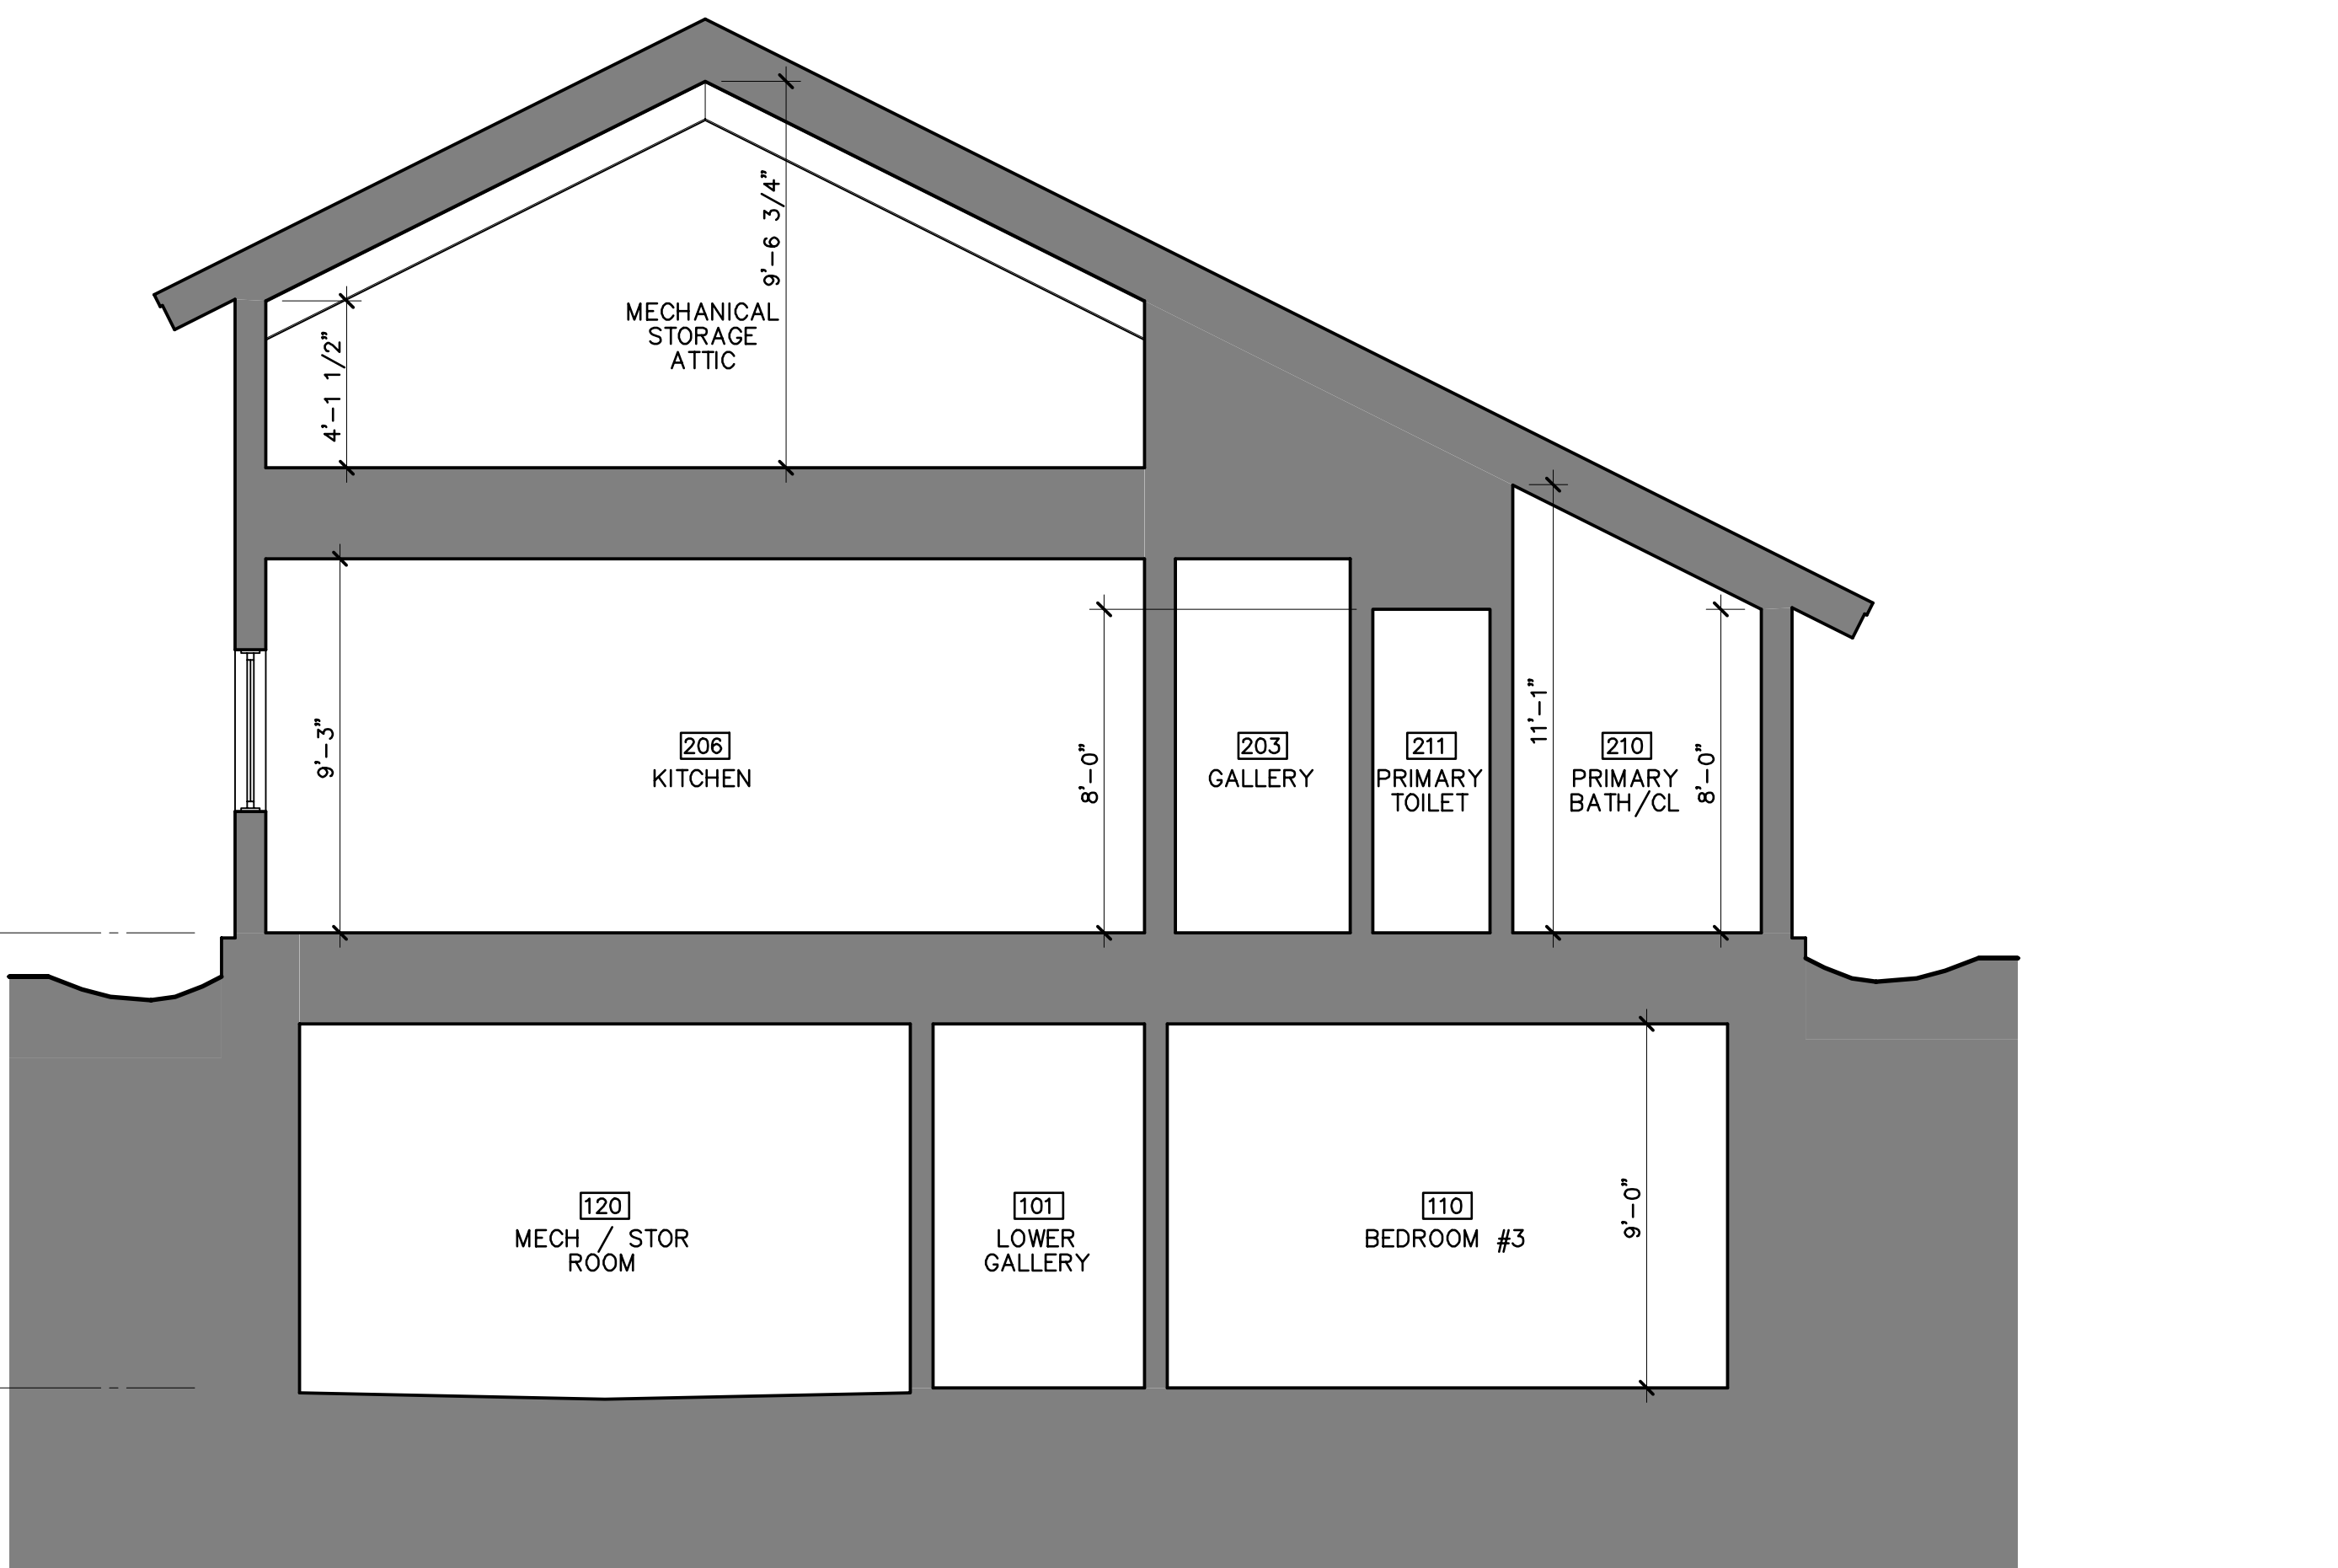 9'-6 3/4"
MECHANICAL
STORAGE
ATTIC
4'-1 1/2"
9'-3"
206
KITCHEN
8'-0"
203
GALLERY
211
PRIMARY
TOILET
11'-1"
210
PRIMARY
BATH/CL
8'-0"
120
MECH / STOR
ROOM
101
LOWER
GALLERY
110
BEDROOM #3
9'-0"